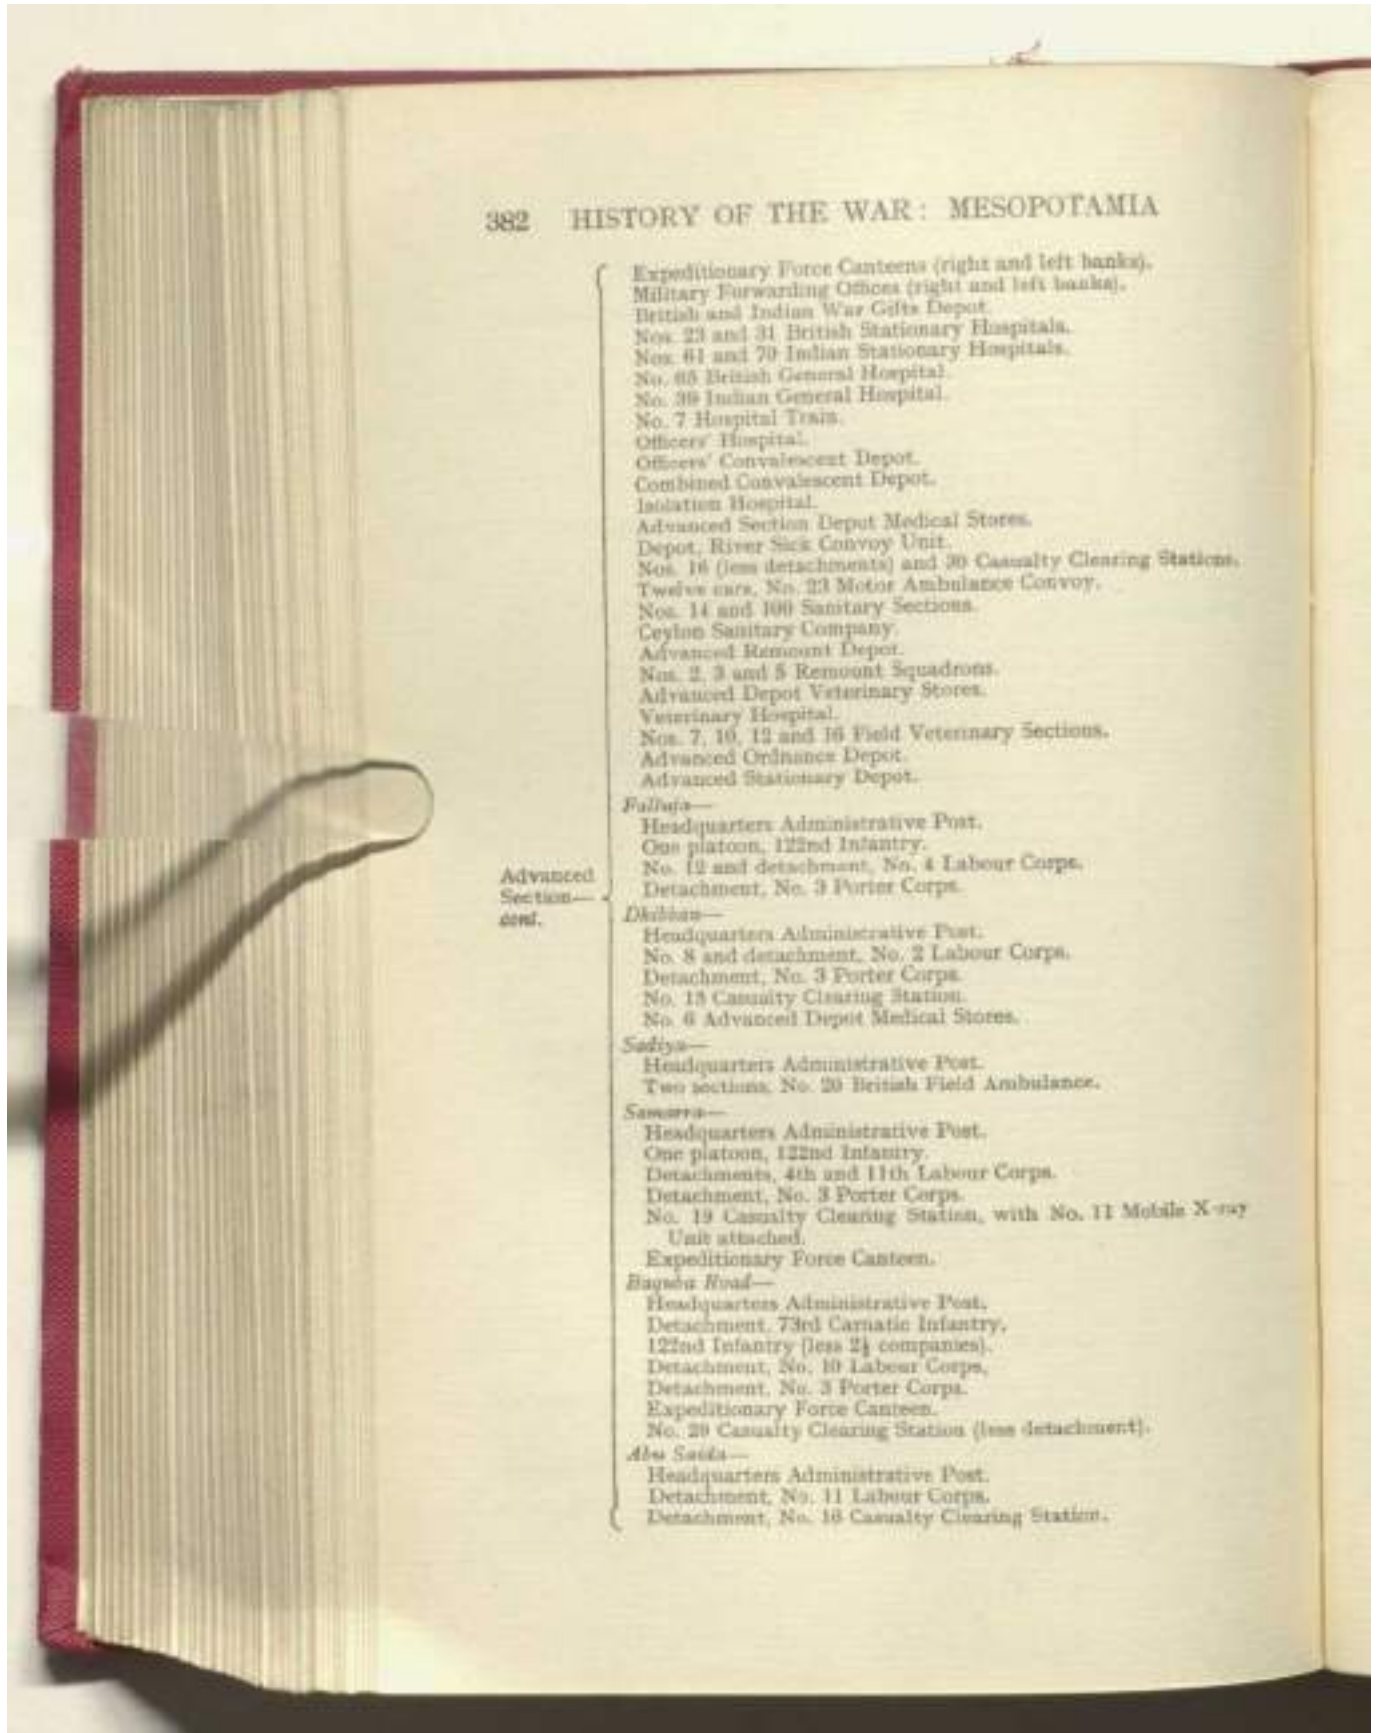 382 HISTORY OF THE WAR: MESOPOTAMIA
Expeditionary Force Canteens (right and left banks).
Military Forwarding Offices (right and left banks).
British and Indian War Gifts Depot.
Nos. 23 and 31 British Stationary Hospitals.
Nos. 61 and Indian Stationary Hospitals.
No. British General Hospital.
No. Indian General Hospital.
No. 7 Hospital Train.
Officers' Hospital.
Officers' Convalescent Depot.
Combined Convalescent Depot.
Isolation Hospital.
Advanced Section Depot Medical Stores.
Depot, River Sick Convoy Unit.
Nos. 16 (less detachments) and 30 Casualty Clearing Stations.
Twelve cars, No. 23 Motor Ambulance Convoy.
Nos. 14 and Sanitary Sections.
Ceylon Sanitary Company.
Advanced Remount Depot.
Nos. 2, 3 and 5 Remount Squadrons.
Advanced Depot Veterinary Stores.
Veterinary Hospital.
Nos. 7, 10, 12 and 16 Field Veterinary Sections.
Advanced Ordnance Depot.
Advanced Stationary Depot.
Falluja—
Headquarters Administrative Post.
One platoon, 122nd Infantry.
No. 12 and detachment, No. 4 Labour Corps.
Detachment, No. 3 Porter Corps.
Advanced
Section—
cont.
Dhibban—
Headquarters Administrative Post.
No. 8 and detachment, No. 2 Labour Corps.
Detachment, No. 3 Porter Corps.
No. Casualty Clearing Station.
No. 6 Advanced Depot Medical Stores.
Sadiya—
Headquarters Administrative Post.
Two sections, No. 20 British Field Ambulance.
Samarra—
Headquarters Administrative Post.
One platoon, 122nd Infantry.
Detachments, 4th and 11th Labour Corps.
Detachment, No. 3 Porter Corps.
No. 19 Casualty Clearing Station, with No. 11 Mobile X-ray
Unit attached.
Expeditionary Force Canteen.
Baquba Road—
Headquarters Administrative Post.
Detachment, 73rd Carnatic Infantry.
122nd Infantry (less 2½ companies).
Detachment, No. 10 Labour Corps.
Detachment, No. 3 Porter Corps.
Expeditionary Force Canteen.
No. 29 Casualty Clearing Station (less detachment).
Abu Saida—
Headquarters Administrative Post.
Detachment, No. 11 Labour Corps.
Detachment, No. 16 Casualty Clearing Station.